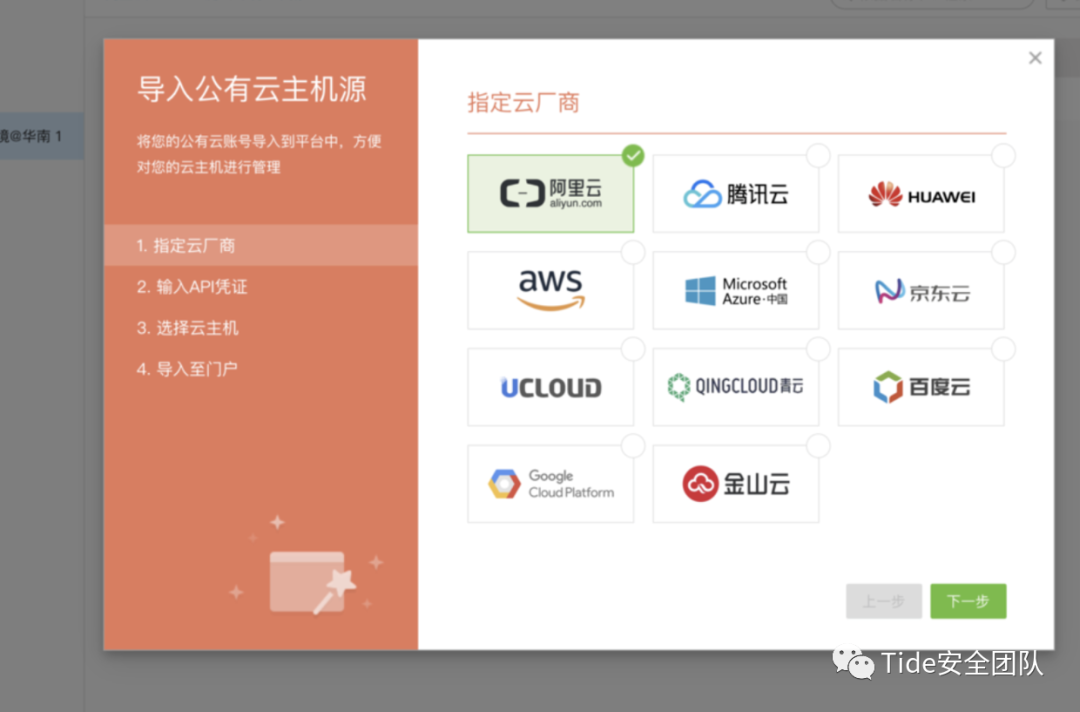 境@华南 1
导入公有云主机源
将您的公有云账号导入到平台中，方便
对您的云主机进行管理
1. 指定云厂商
2. 输入API凭证
3. 选择云主机
4. 导入至门户
指定云厂商
阿里云
aliyun.com
腾讯云
HUAWEI
aws
Microsoft
Azure·中国
京东云
UCLOUD
QINGCLOUD青云
百度云
Google
Cloud Platform
金山云
上一步
下一步
Tide安全团队